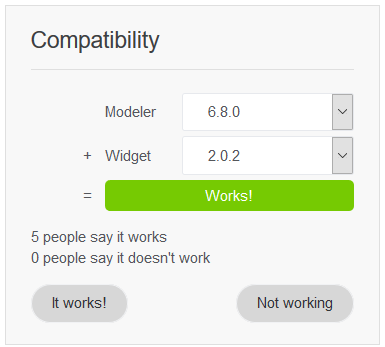 Compatibility
Modeler 6.8.0
+ Widget 2.0.2
= Works!
5 people say it works
0 people say it doesn't work
It works! Not working